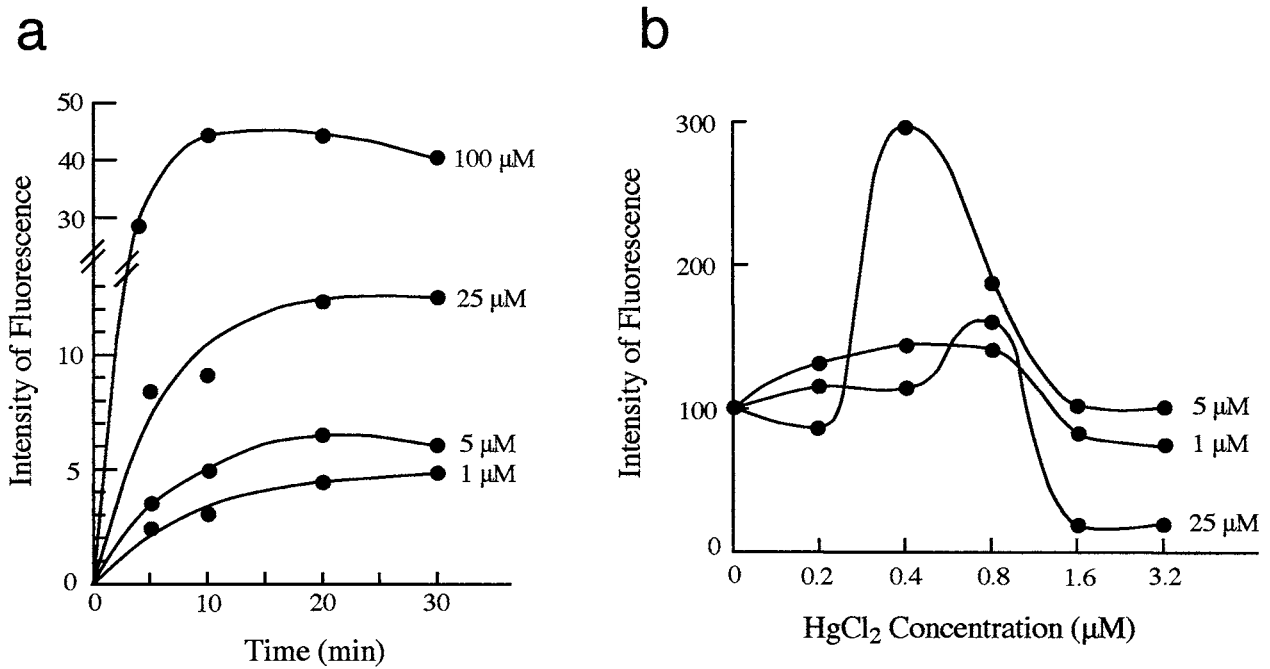 a
50
40
30
10
5
0
0
10
20
30
100 μM
25 μM
5 μM
1 μM
Intensity of Fluorescence
Time (min)
b
300
200
100
0
0
0.2
0.4
0.8
1.6
3.2
5 μM
1 μM
25 μM
Intensity of Fluorescence
HgCl₂ Concentration (μM)